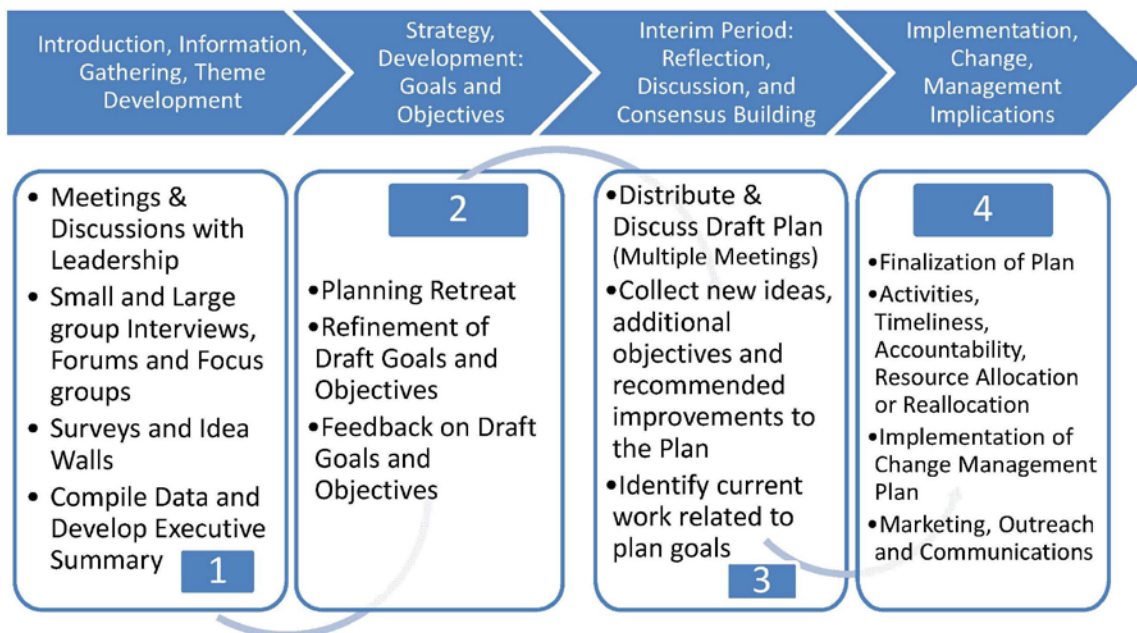 Introduction, Information,
Gathering, Theme
Development
Strategy,
Development:
Goals and
Objectives
Interim Period:
Reflection,
Discussion, and
Consensus Building
Implementation,
Change,
Management
Implications
• Meetings &
Discussions with
Leadership
• Small and Large
group Interviews,
Forums and Focus
groups
• Surveys and Idea
Walls
• Compile Data and
Develop Executive
Summary
1
2
•Planning Retreat
•Refinement of
Draft Goals and
Objectives
•Feedback on Draft
Goals and
Objectives
•Distribute &
Discuss Draft Plan
(Multiple Meetings)
•Collect new ideas,
additional
objectives and
recommended
improvements to
the Plan
•Identify current
work related to
plan goals
3
4
•Finalization of Plan
•Activities,
Timeliness,
Accountability,
Resource Allocation
or Reallocation
•Implementation of
Change Management
Plan
•Marketing, Outreach
and Communications